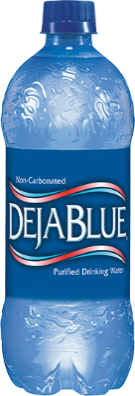 Non-Carbonated
DEJABLUE
Purified Drinking Water